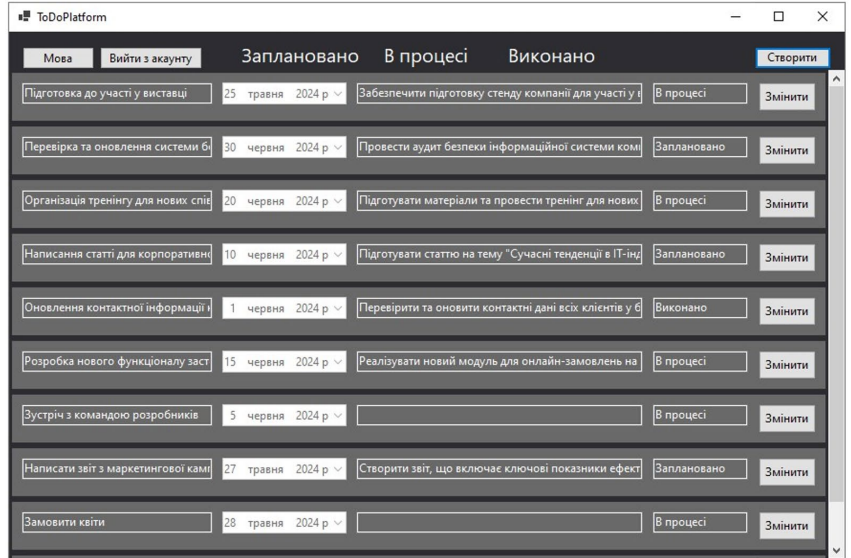 ToDoPlatform
Мова Вийти з акаунту Заплановано В процесі Виконано Створити
Підготовка до участі у виставці 25 травня 2024 р Забезпечити підготовку стенду компанії для участі у В процесі Змінити
Перевірка та оновлення системи 30 червня 2024 р Провести аудит безпеки інформаційної системи В процесі Заплановано Змінити
Організація тренінгу для нових 20 червня 2024 р Підготувати матеріали та провести тренінг для нових В процесі Змінити
Написання статті для 10 червня 2024 р Підготувати статтю на тему "Сучасні тенденції в Заплановано Змінити
Оновлення контактної інформації 1 червня 2024 р Перевірити та оновити контактні дані всіх клієнтів у Виконано Змінити
Розробка нового функціоналу 15 червня 2024 р Реалізувати новий модуль для онлайн-замовлень на В процесі Змінити
Зустріч з командою розробників 5 червня 2024 р В процесі Змінити
Написати звіт з маркетингової 27 травня 2024 р Створити звіт, що включає ключові показники Заплановано Змінити
Замовити квіти 28 травня 2024 р В процесі Змінити